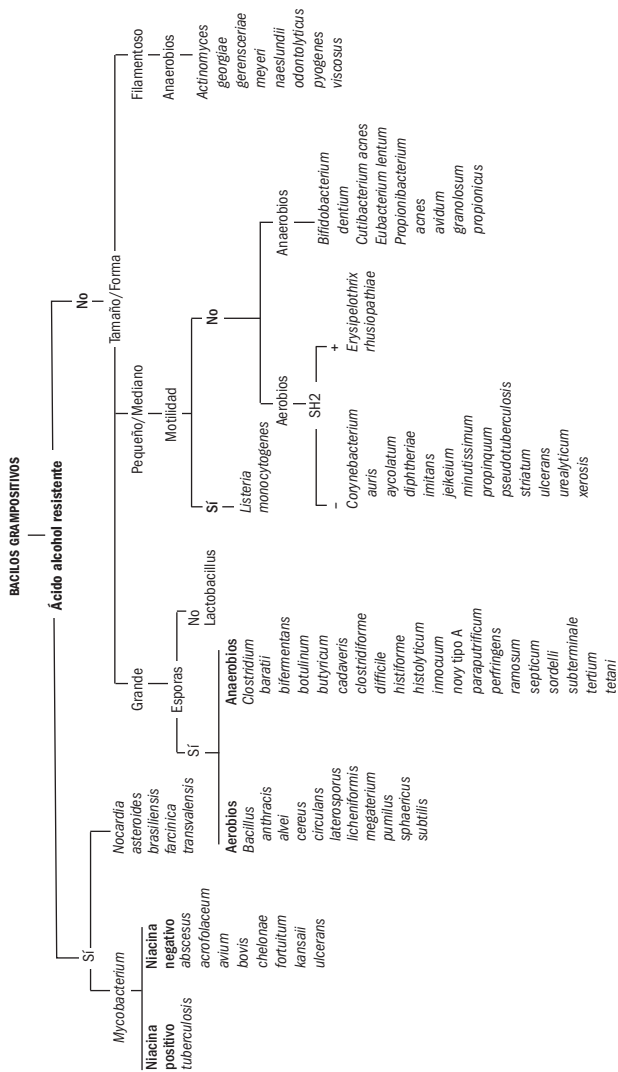 BACILOS GRAMPOSITIVOS
Ácido alcohol resistente
Sí
No
Mycobacterium
Niacina
positivo
tuberculosis
Niacina
negativo
abscesus
acrofolaceum
avium
bovis
chelonae
fortuitum
kansaii
ulcerans
Nocardia
asteroides
brasiliensis
farcinica
transvalensis
Tamaño/Forma
Grande
Esporas
Sí
No
Lactobacillus
Aerobios
Bacillus
anthracis
alvei
cereus
circulans
laterosporus
licheniformis
megaterium
pumilus
sphaericus
subtilis
Anaerobios
Clostridium
baratii
bifermentans
botulinum
butyricum
cadaveris
clostridiforme
difficile
histiforme
histolyticum
innocuum
novy tipo A
paraputrificum
perfringens
ramosum
septicum
sordelli
subterminale
tertium
tetani
Pequeño/Mediano
Motilidad
Sí
Listeria
monocytogenes
No
Aerobios
SH2
-
Corynebacterium
auris
aycolatum
diphtheriae
imitans
jeikeium
minutissimum
propinquum
pseudotuberculosis
striatum
ulcerans
urealyticum
xerosis
+
Erysipelothrix
rhusiopathiae
Anaerobios
Bifidobacterium
dentium
Cutibacterium acnes
Eubacterium lentum
Propionibacterium
acnes
avidum
granolosum
propionicus
Filamentoso
Anaerobios
Actinomyces
georgiae
gerensceriae
meyeri
naeslundii
odontolyticus
pyogenes
viscosus